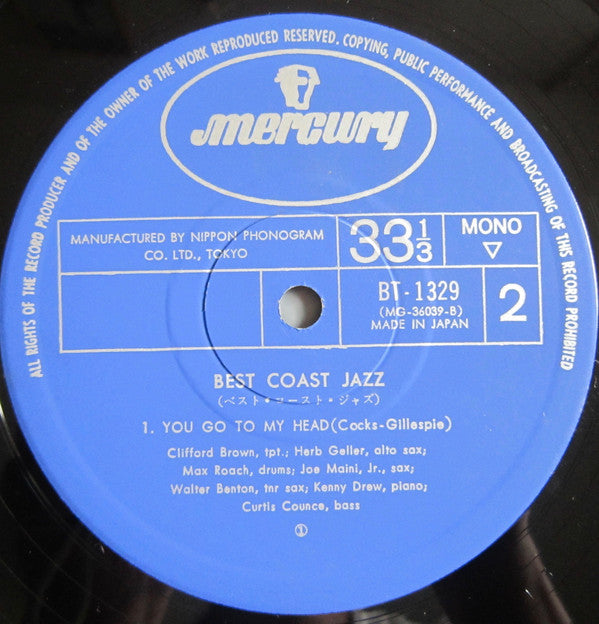 ALL RIGHTS OF THE RECORD PRODUCER AND OF THE OWNER OF THE WORK REPRODUCED RESERVED. COPYING, PUBLIC PERFORMANCE AND BROADCASTING OF THIS RECORD PROHIBITED
mercury
MANUFACTURED BY NIPPON PHONOGRAM
CO. LTD., TOKYO
33 1/3
MONO
▽
BT-1329
(MG-36039-B)
MADE IN JAPAN
2
BEST COAST JAZZ
(ベスト・コースト・ジャズ)
1. YOU GO TO MY HEAD (Cocks-Gillespie)
Clifford Brown, tpt.; Herb Geller, alto sax;
Max Roach, drums; Joe Maini, Jr., sax;
Walter Benton, tnr sax; Kenny Drew, piano;
Curtis Counce, bass
①